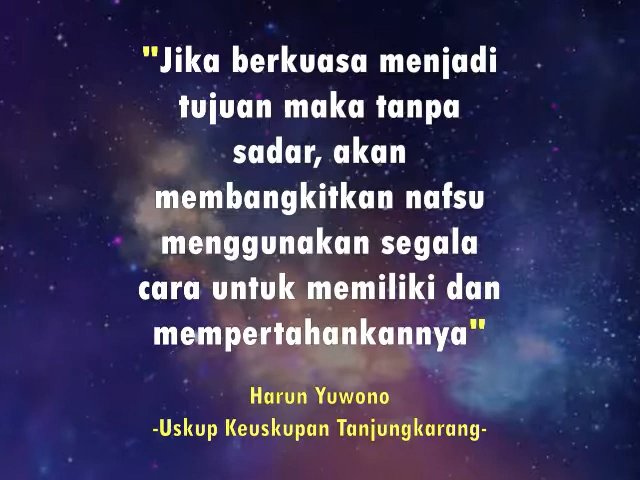 "Jika berkuasa menjadi
tujuan maka tanpa
sadar, akan
membangkitkan nafsu
menggunakan segala
cara untuk memiliki dan
mempertahankannya"
Harun Yuwono
-Uskup Keuskupan Tanjungkarang-